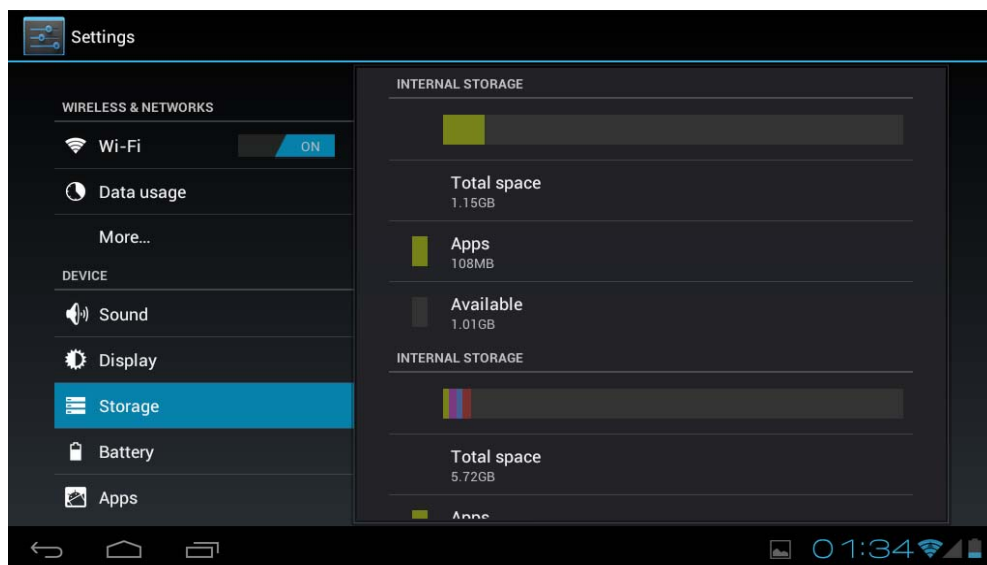 Settings
WIRELESS & NETWORKS
Wi-Fi ON
Data usage
More...
DEVICE
Sound
Display
Storage
Battery
Apps
INTERNAL STORAGE
Total space
1.15GB
Apps
108MB
Available
1.01GB
INTERNAL STORAGE
Total space
5.72GB
Apps
01:34